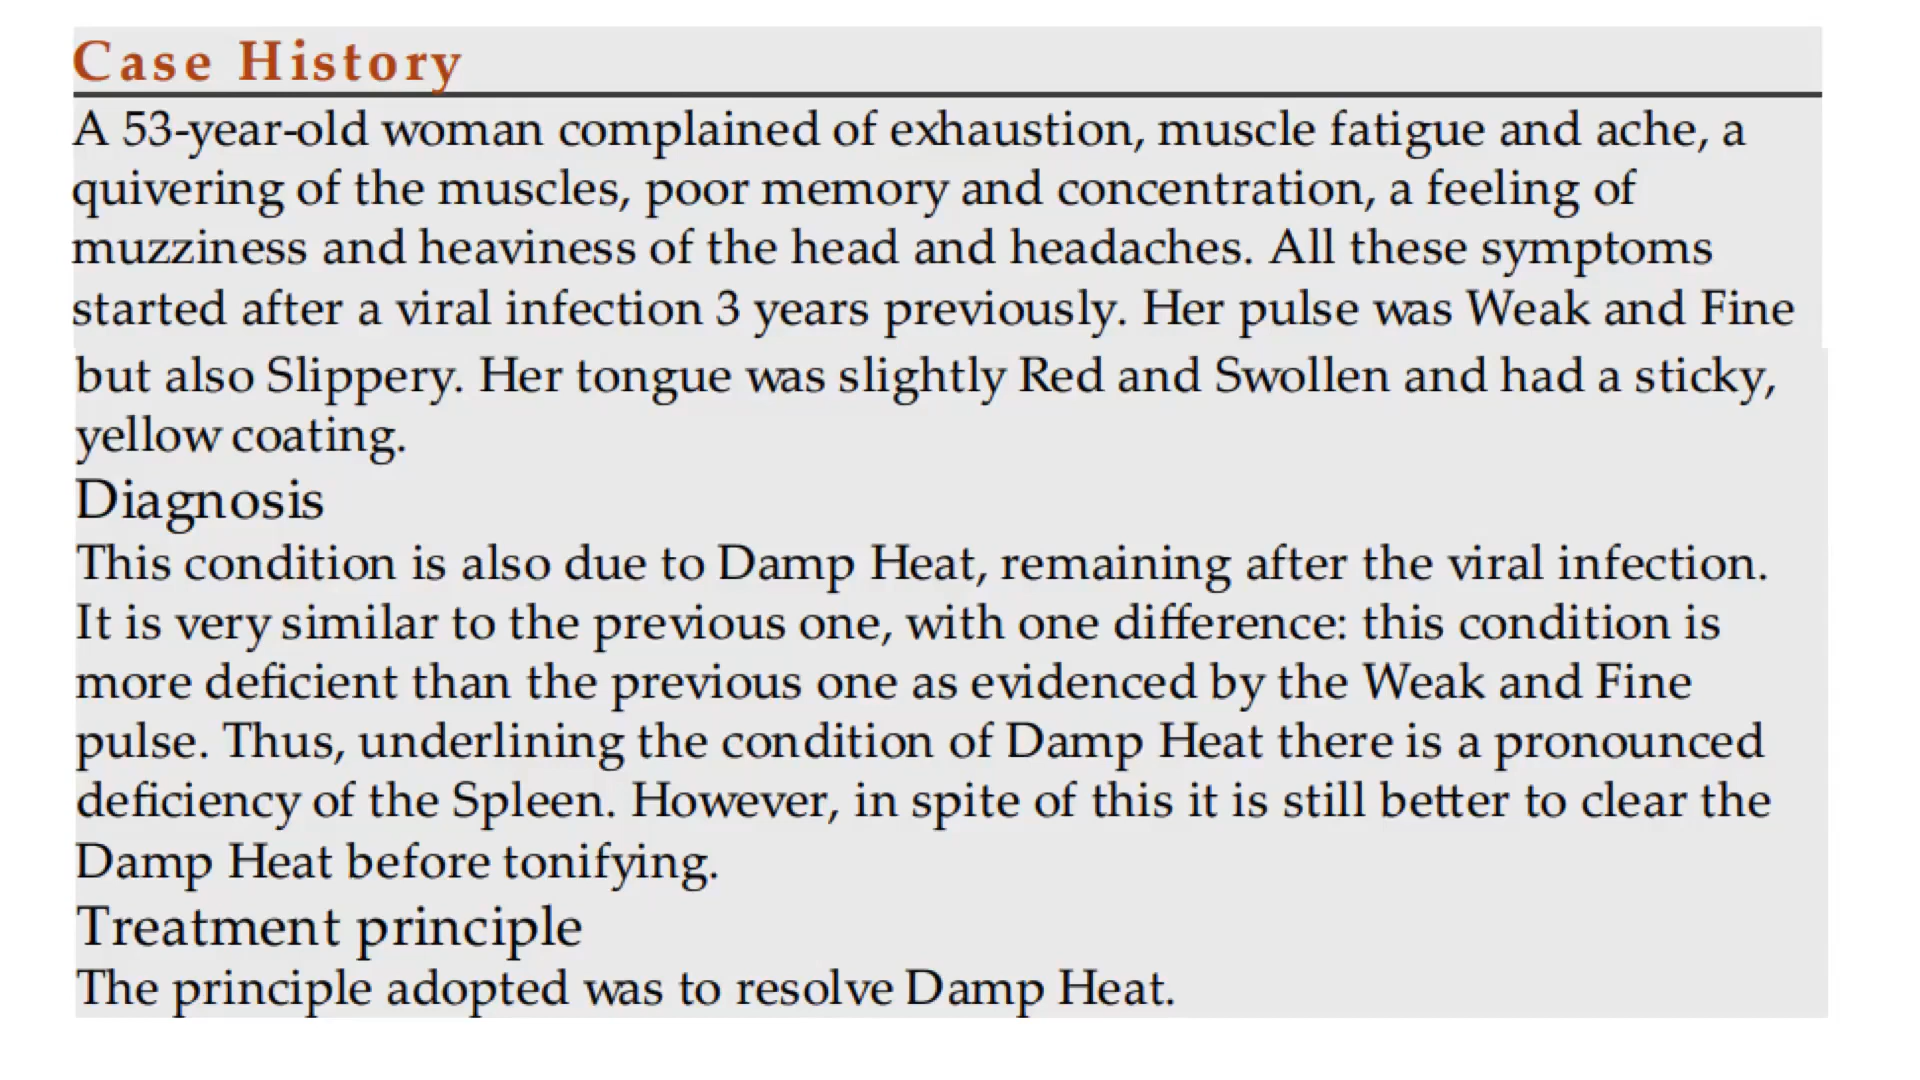 Case History
A 53-year-old woman complained of exhaustion, muscle fatigue and ache, a
quivering of the muscles, poor memory and concentration, a feeling of
muzziness and heaviness of the head and headaches. All these symptoms
started after a viral infection 3 years previously. Her pulse was Weak and Fine
but also Slippery. Her tongue was slightly Red and Swollen and had a sticky,
yellow coating.
Diagnosis
This condition is also due to Damp Heat, remaining after the viral infection.
It is very similar to the previous one, with one difference: this condition is
more deficient than the previous one as evidenced by the Weak and Fine
pulse. Thus, underlining the condition of Damp Heat there is a pronounced
deficiency of the Spleen. However, in spite of this it is still better to clear the
Damp Heat before tonifying.
Treatment principle
The principle adopted was to resolve Damp Heat.